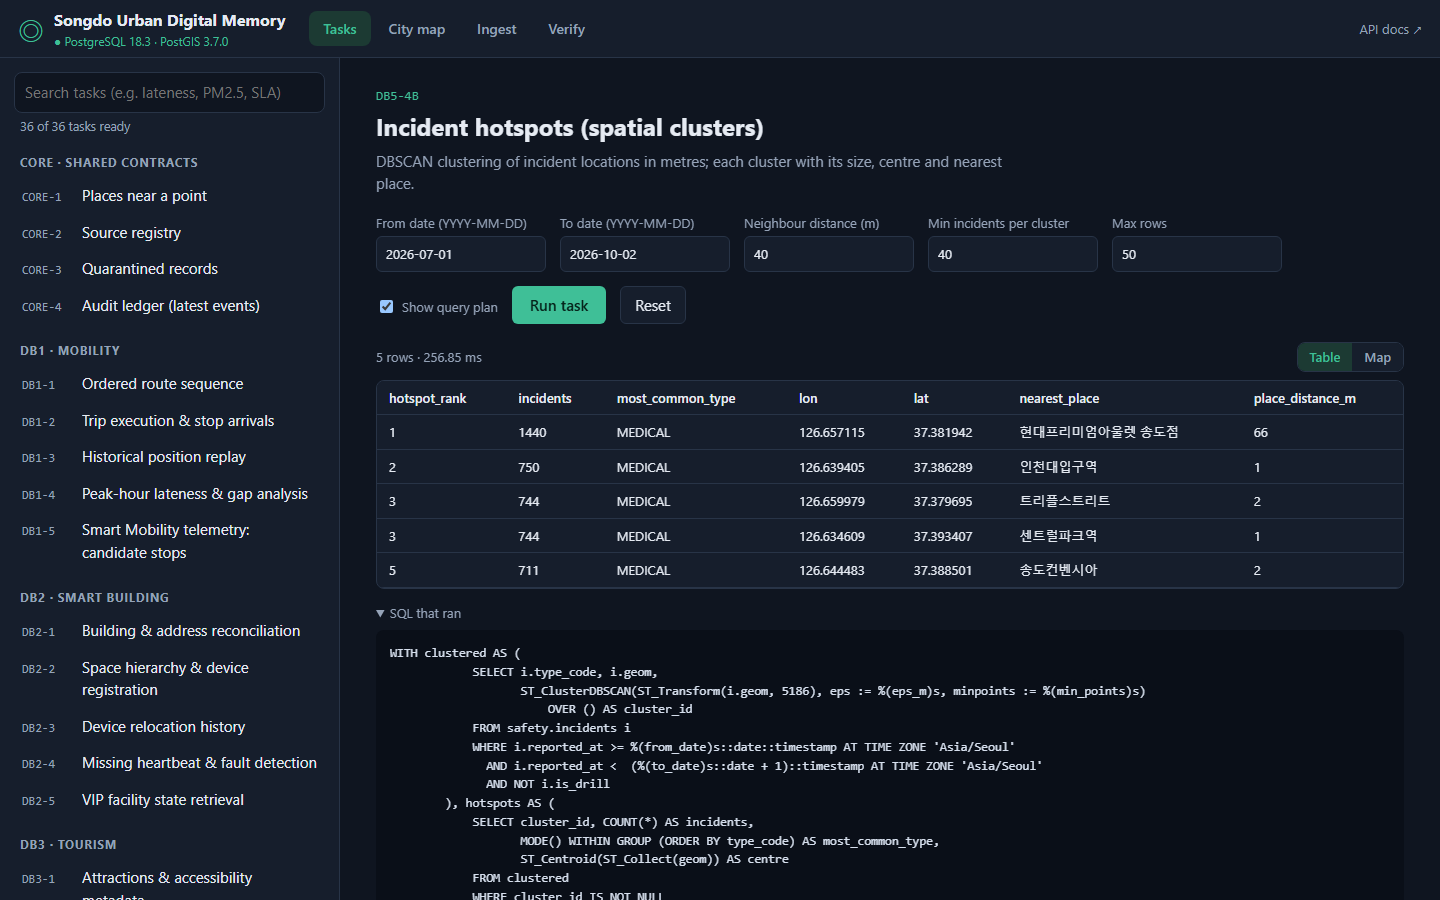 Songdo Urban Digital Memory
● PostgreSQL 18.3 · PostGIS 3.7.0
Tasks
City map
Ingest
Verify
API docs ↗
Search tasks (e.g. lateness, PM2.5, SLA)
36 of 36 tasks ready
CORE · SHARED CONTRACTS
CORE-1 Places near a point
CORE-2 Source registry
CORE-3 Quarantined records
CORE-4 Audit ledger (latest events)
DB1 · MOBILITY
DB1-1 Ordered route sequence
DB1-2 Trip execution & stop arrivals
DB1-3 Historical position replay
DB1-4 Peak-hour lateness & gap analysis
DB1-5 Smart Mobility telemetry:
candidate stops
DB2 · SMART BUILDING
DB2-1 Building & address reconciliation
DB2-2 Space hierarchy & device
registration
DB2-3 Device relocation history
DB2-4 Missing heartbeat & fault detection
DB2-5 VIP facility state retrieval
DB3 · TOURISM
DB3-1 Attractions & accessibility
metadata
DB5-4B
Incident hotspots (spatial clusters)
DBSCAN clustering of incident locations in metres; each cluster with its size, centre and nearest
place.
From date (YYYY-MM-DD) To date (YYYY-MM-DD) Neighbour distance (m) Min incidents per cluster Max rows
2026-07-01 2026-10-02 40 40 50
Show query plan Run task Reset
5 rows · 256.85 ms
Table Map
hotspot_rank incidents most_common_type lon lat nearest_place place_distance_m
1 1440 MEDICAL 126.657115 37.381942 현대프리미엄아울렛 송도점 66
2 750 MEDICAL 126.639405 37.386289 인천대입구역 1
3 744 MEDICAL 126.659979 37.379695 트리플스트리트 2
3 744 MEDICAL 126.634609 37.393407 센트럴파크역 1
5 711 MEDICAL 126.644483 37.388501 송도컨벤시아 2
▼ SQL that ran
WITH clustered AS (
SELECT i.type_code, i.geom,
ST_ClusterDBSCAN(ST_Transform(i.geom, 5186), eps := %(eps_m)s, minpoints := %(min_points)s)
OVER () AS cluster_id
FROM safety.incidents i
WHERE i.reported_at >= %(from_date)s::date::timestamp AT TIME ZONE 'Asia/Seoul'
AND i.reported_at < (%(to_date)s::date + 1)::timestamp AT TIME ZONE 'Asia/Seoul'
AND NOT i.is_drill
), hotspots AS (
SELECT cluster_id, COUNT(*) AS incidents,
MODE() WITHIN GROUP (ORDER BY type_code) AS most_common_type,
ST_Centroid(ST_Collect(geom)) AS centre
FROM clustered
WHERE cluster_id IS NOT NULL